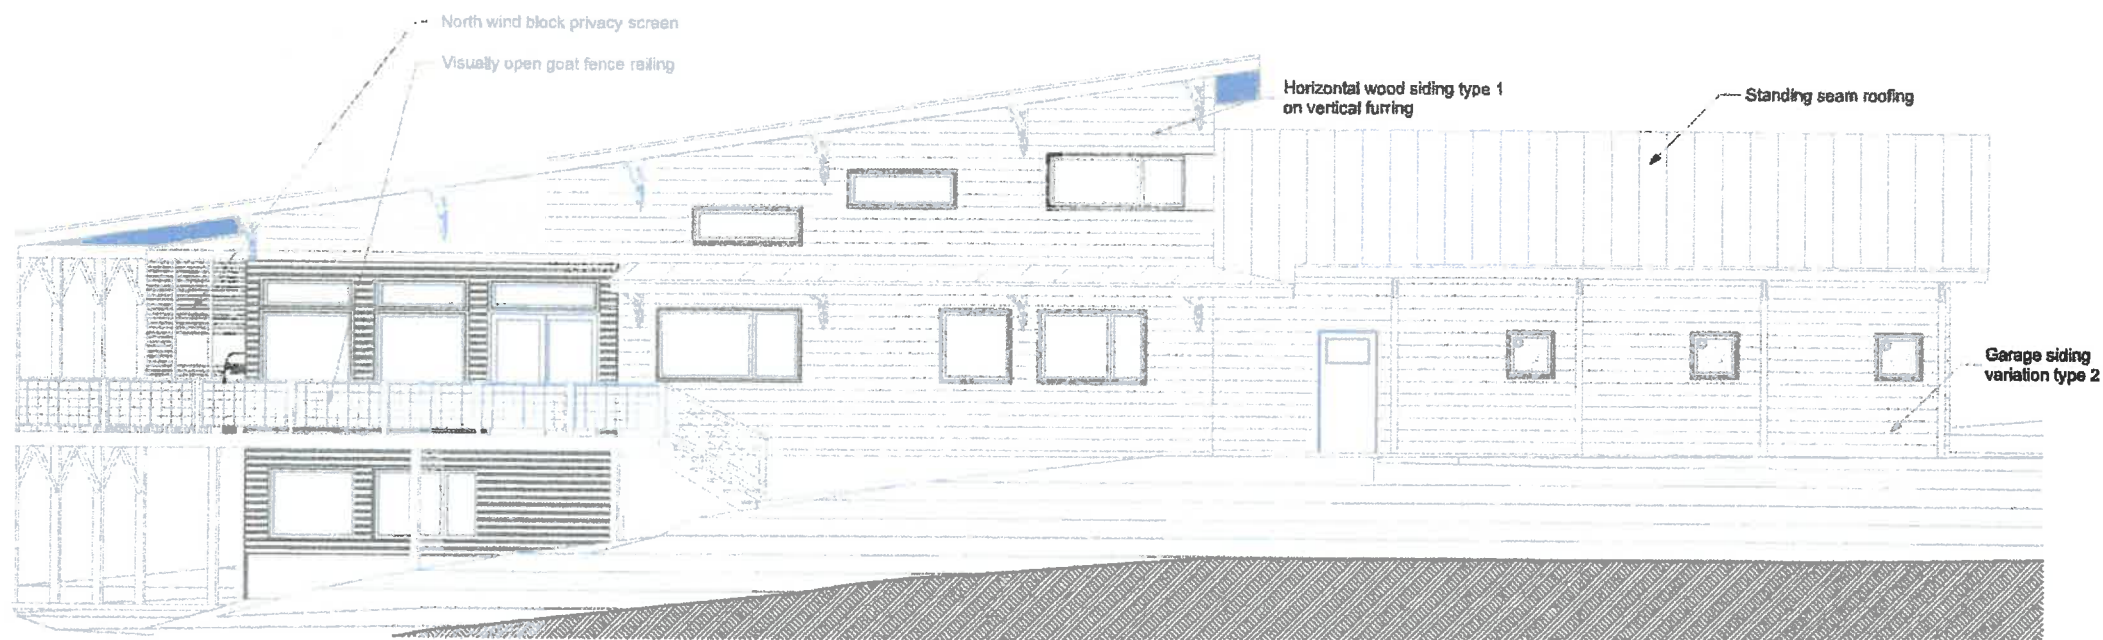 North wind block privacy screen
Visually open goat fence railing
Horizontal wood siding type 1
on vertical furring
Standing seam roofing
Garage siding
variation type 2